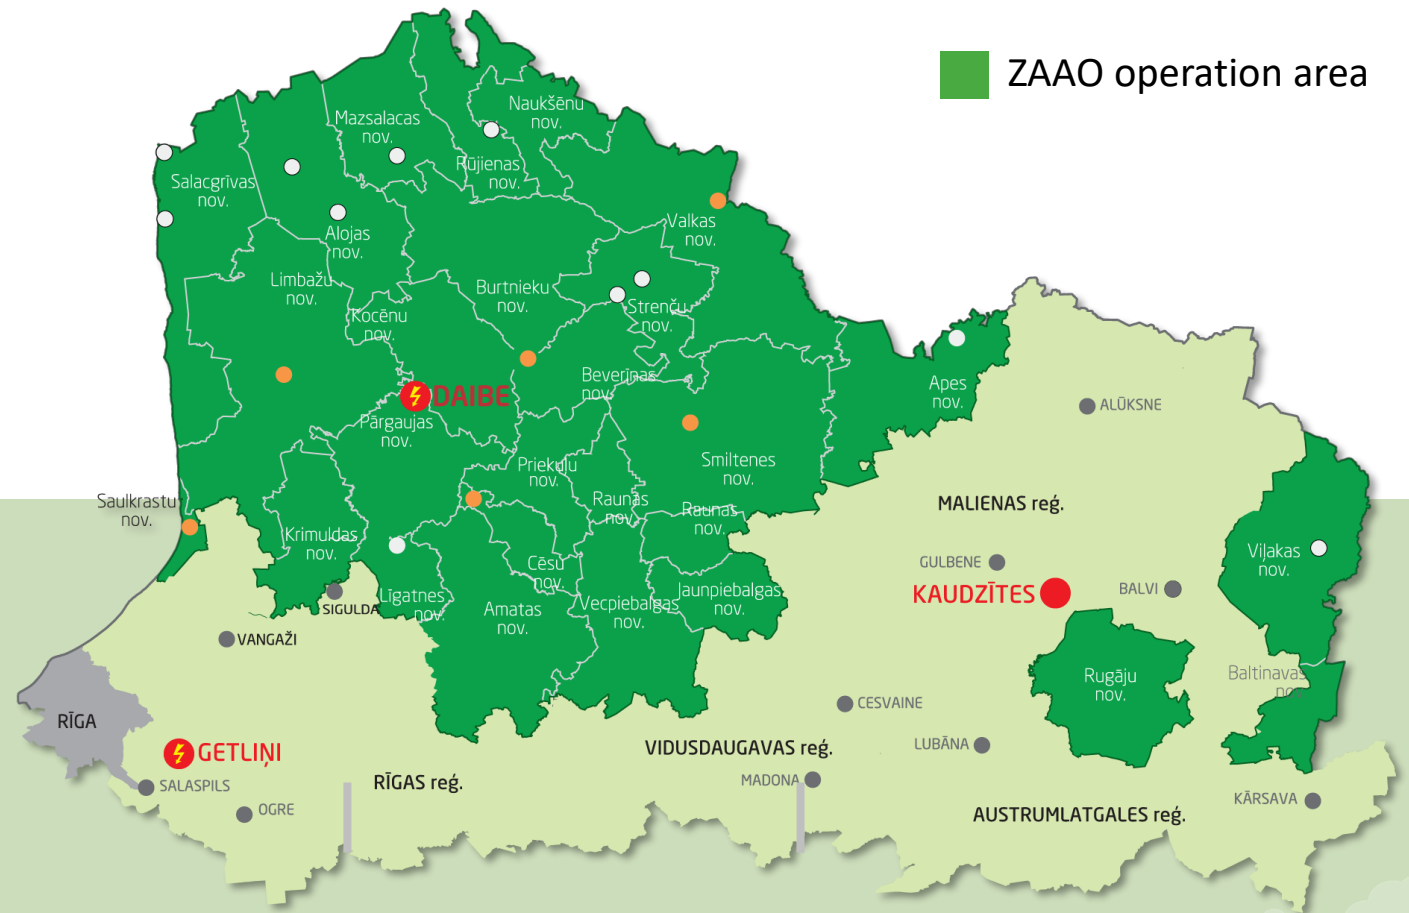 ZAAO operation area
Naukšēnu
nov.
Mazsalacas
nov.
Rūjienas
nov.
Salacgrīvas
nov.
Valkas
nov.
Alojas
nov.
Limbažu
nov.
Burtnieku
nov.
Strenču
nov.
Kocēnu
nov.
Beverīnas
nov.
Apes
nov.
DAIBE
ALŪKSNE
Pārgaujas
nov.
Smiltenes
nov.
Priekuļu
nov.
Saulkrastu
nov.
Raunas
nov.
Raunas
nov.
MALIENAS reģ.
Krimuldas
nov.
Viļakas
nov.
Cēsu
nov.
GULBENE
KAUDZĪTES
BALVI
Līgatnes
nov.
SIGULDA
Amatas
nov.
Vecpiebalgas
nov.
Jaunpiebalgas
nov.
VANGAŽI
Rugāju
nov.
Baltinavas
nov.
CESVAINE
RĪGA
GETLIŅI
VIDUSDAUGAVAS reģ.
LUBĀNA
RĪGAS reģ.
MADONA
SALASPILS
OGRE
KĀRSAVA
AUSTRUMLATGALES reģ.